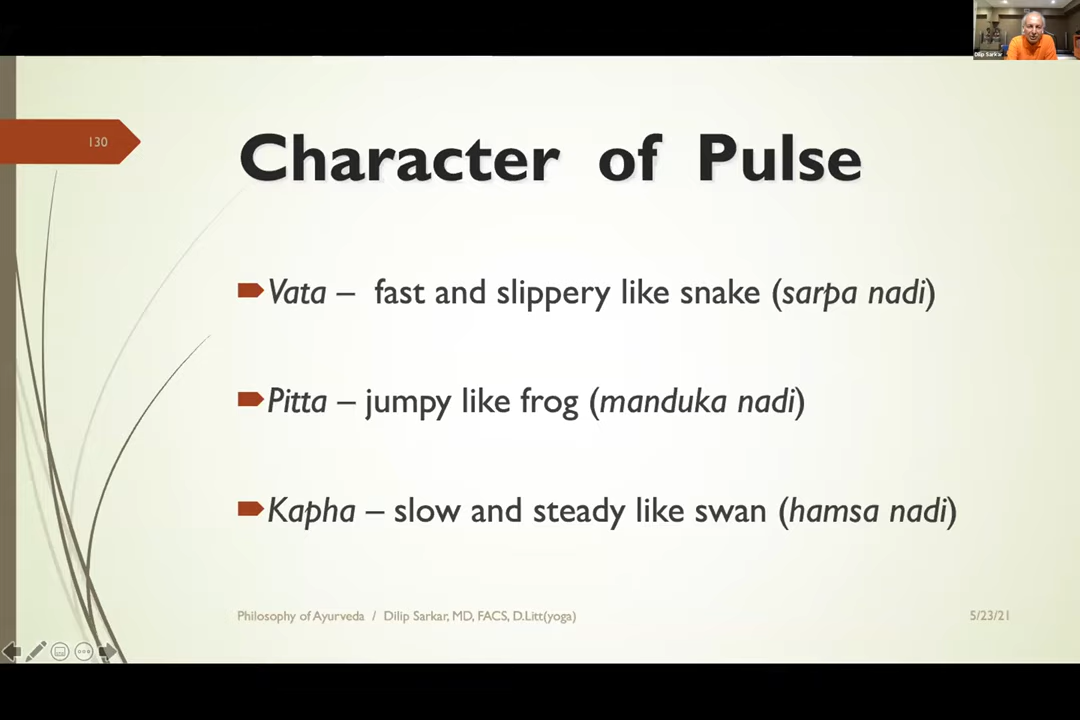 Dilip Sarkar
130
Character of Pulse
Vata – fast and slippery like snake (sarpa nadi)
Pitta – jumpy like frog (manduka nadi)
Kapha – slow and steady like swan (hamsa nadi)
Philosophy of Ayurveda / Dilip Sarkar, MD, FACS, D.Litt(yoga)
5/23/21